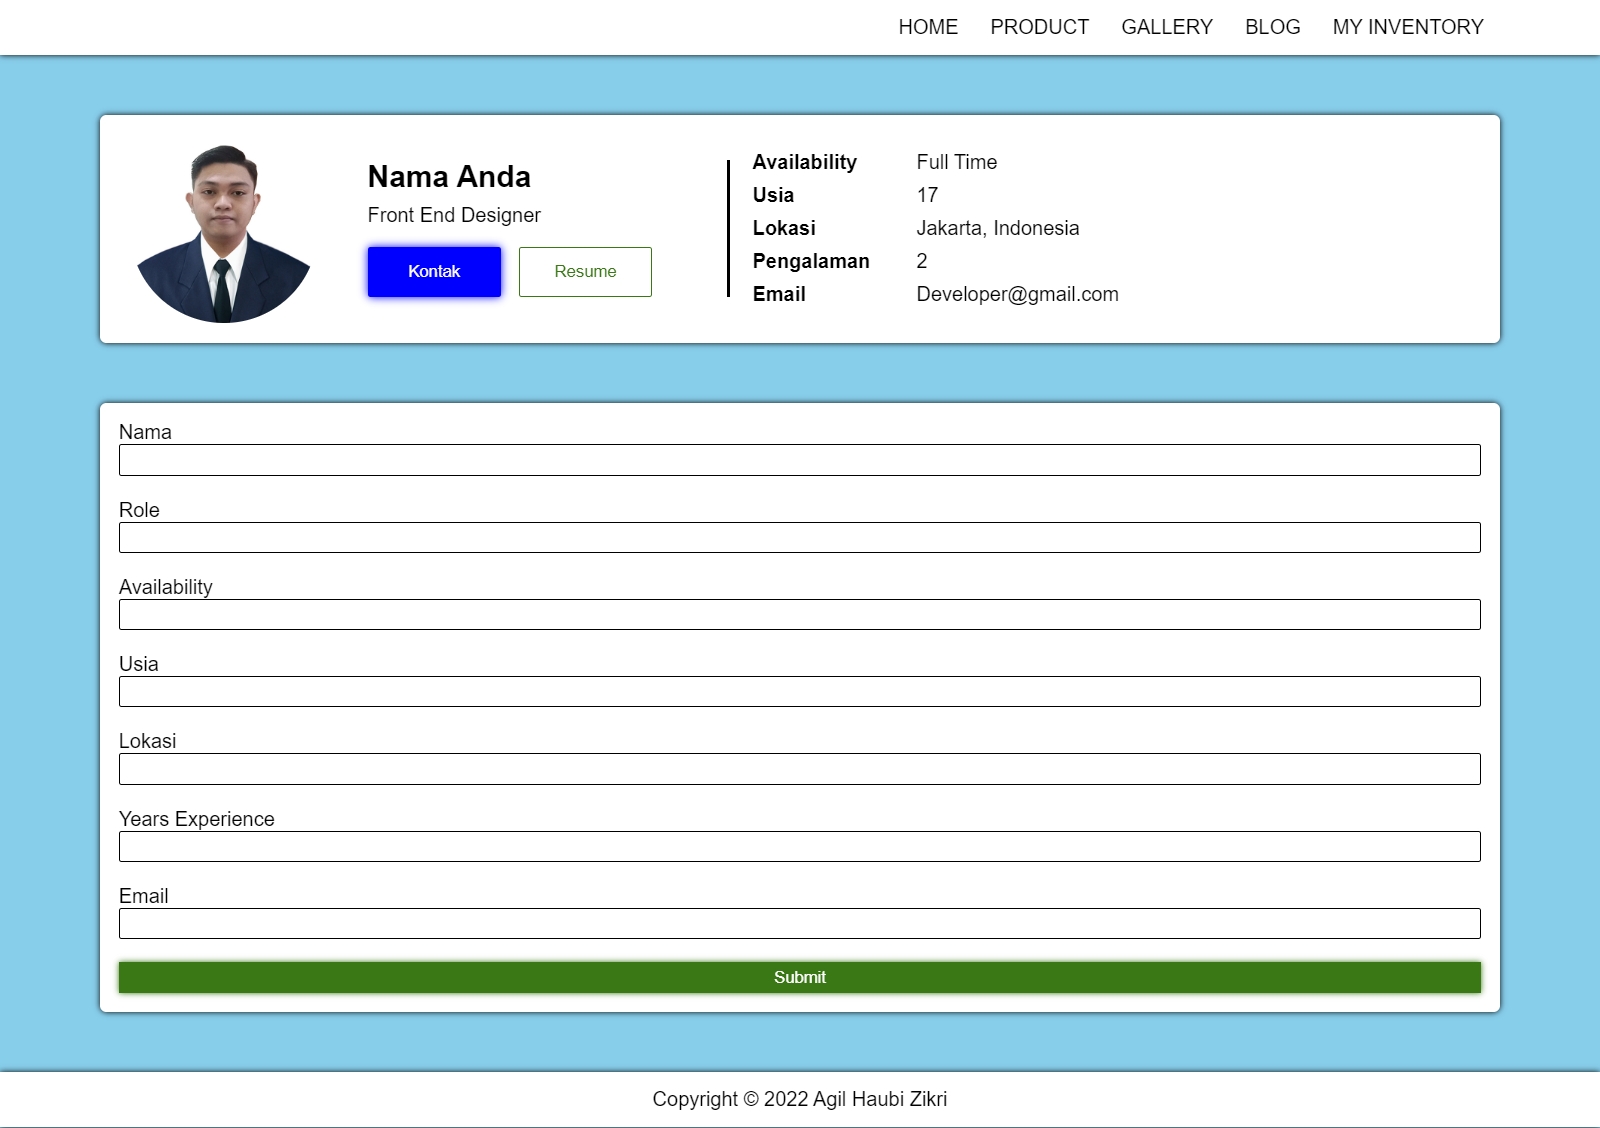 HOME PRODUCT GALLERY BLOG MY INVENTORY
Nama Anda
Front End Designer
Kontak Resume
Availability Full Time
Usia 17
Lokasi Jakarta, Indonesia
Pengalaman 2
Email Developer@gmail.com
Nama
Role
Availability
Usia
Lokasi
Years Experience
Email
Submit
Copyright © 2022 Agil Haubi Zikri